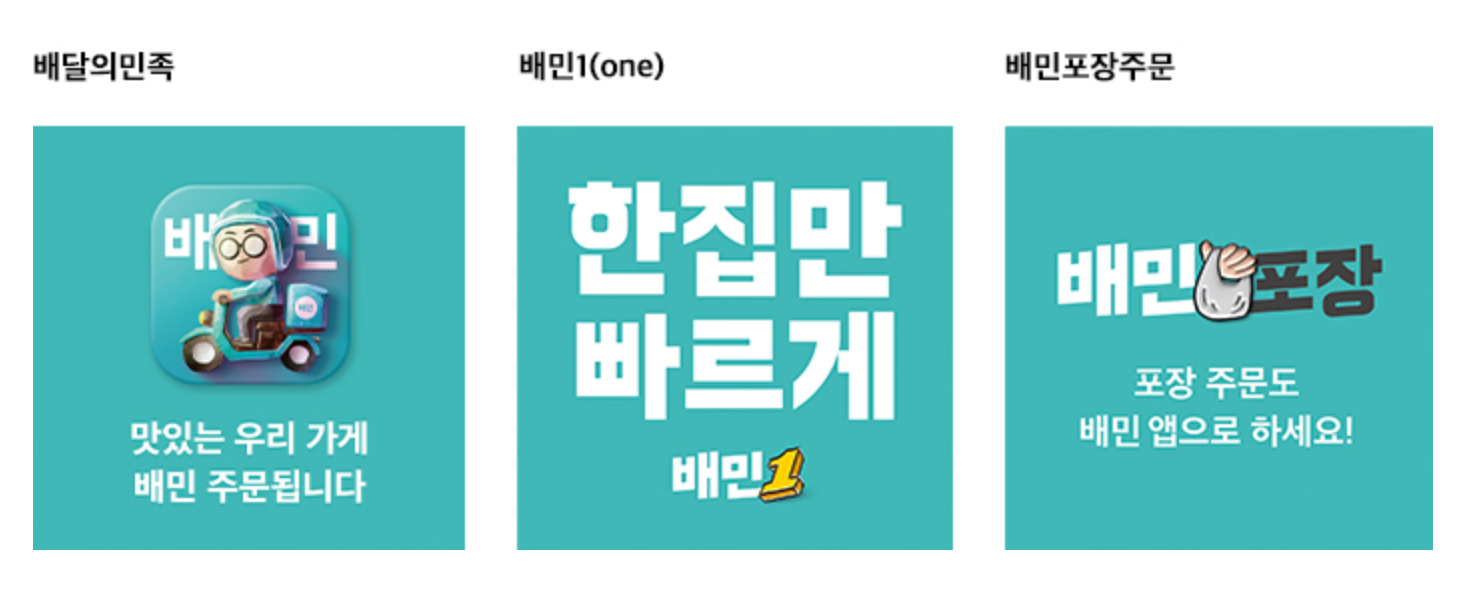 배달의민족
배민1(one)
배민포장주문
배민
배민
맛있는 우리 가게
배민 주문됩니다
한집만
빠르게
배민1
배민포장
포장 주문도
배민 앱으로 하세요!